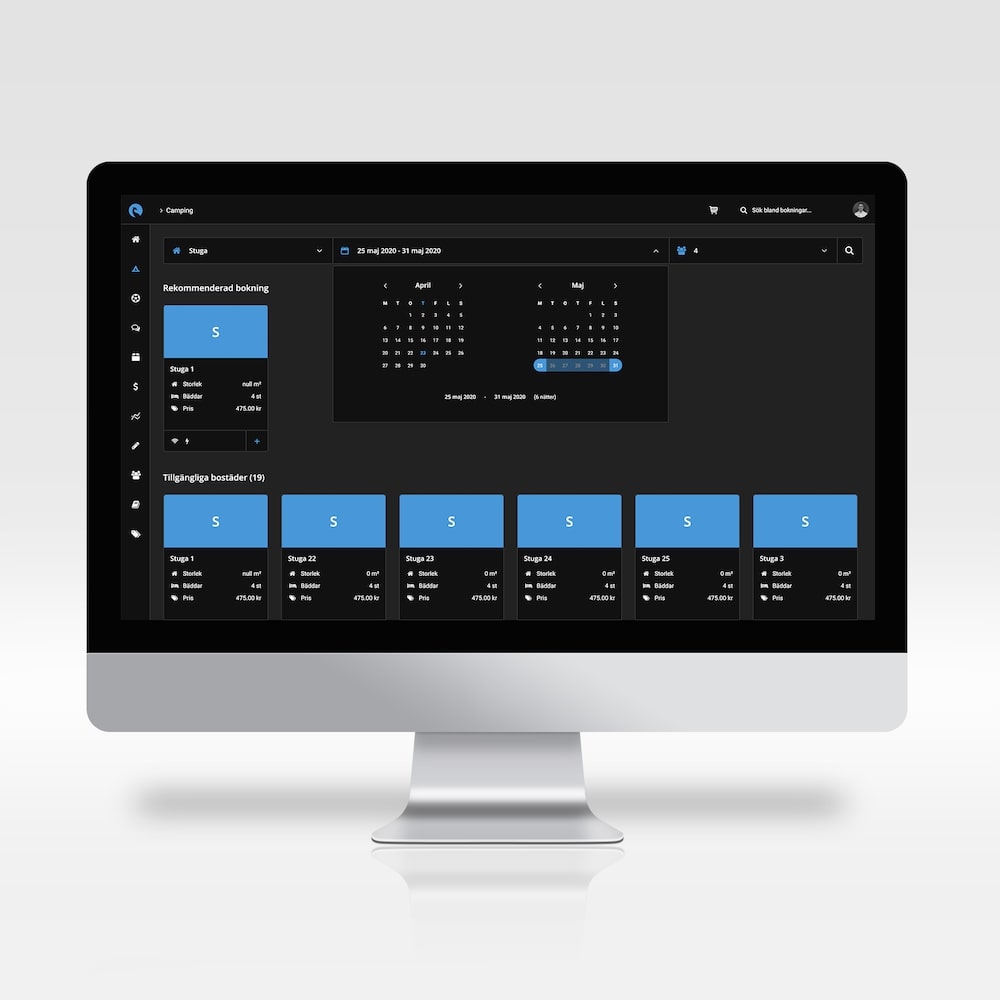 > Camping
Sök bland bokningar...
Stuga
25 maj 2020 - 31 maj 2020
4
April
Maj
M T O T F L S
M T O T F L S
1 2 3 4 5
1 2 3
6 7 8 9 10 11 12
4 5 6 7 8 9 10
13 14 15 16 17 18 19
11 12 13 14 15 16 17
20 21 22 23 24 25 26
18 19 20 21 22 23 24
27 28 29 30
25 26 27 28 29 30 31
25 maj 2020 - 31 maj 2020 (6 nätter)
Rekommenderad bokning
S
Stuga 1
Storlek null m²
Bäddar 4 st
Pris 475.00 kr
+
Tillgängliga bostäder (19)
S
Stuga 1
Storlek null m²
Bäddar 4 st
Pris 475.00 kr
S
Stuga 22
Storlek 0 m²
Bäddar 4 st
Pris 475.00 kr
S
Stuga 23
Storlek 0 m²
Bäddar 4 st
Pris 475.00 kr
S
Stuga 24
Storlek 0 m²
Bäddar 4 st
Pris 475.00 kr
S
Stuga 25
Storlek 0 m²
Bäddar 4 st
Pris 475.00 kr
S
Stuga 3
Storlek 0 m²
Bäddar 4 st
Pris 475.00 kr